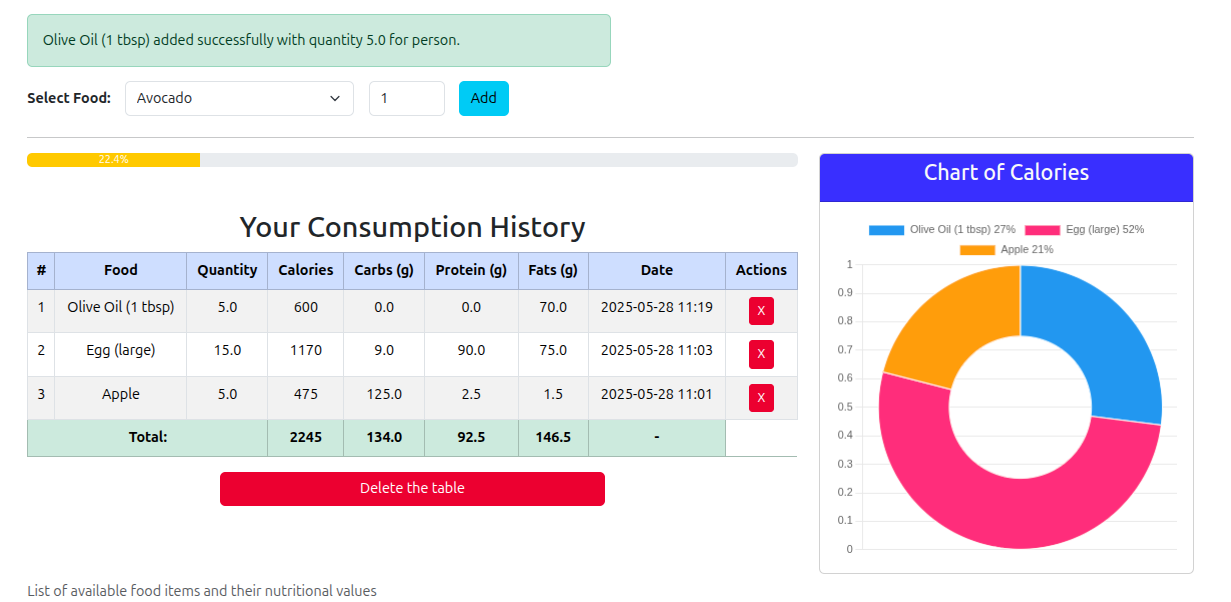 Olive Oil (1 tbsp) added successfully with quantity 5.0 for person.
Select Food: Avocado 1 Add
22.4%
Your Consumption History
# Food Quantity Calories Carbs (g) Protein (g) Fats (g) Date Actions
1 Olive Oil (1 tbsp) 5.0 600 0.0 0.0 70.0 2025-05-28 11:19 X
2 Egg (large) 15.0 1170 9.0 90.0 75.0 2025-05-28 11:03 X
3 Apple 5.0 475 125.0 2.5 1.5 2025-05-28 11:01 X
Total: 2245 134.0 92.5 146.5 -
Delete the table
Chart of Calories
Olive Oil (1 tbsp) 27% Egg (large) 52%
Apple 21%
1
0.9
0.8
0.7
0.6
0.5
0.4
0.3
0.2
0.1
0
List of available food items and their nutritional values